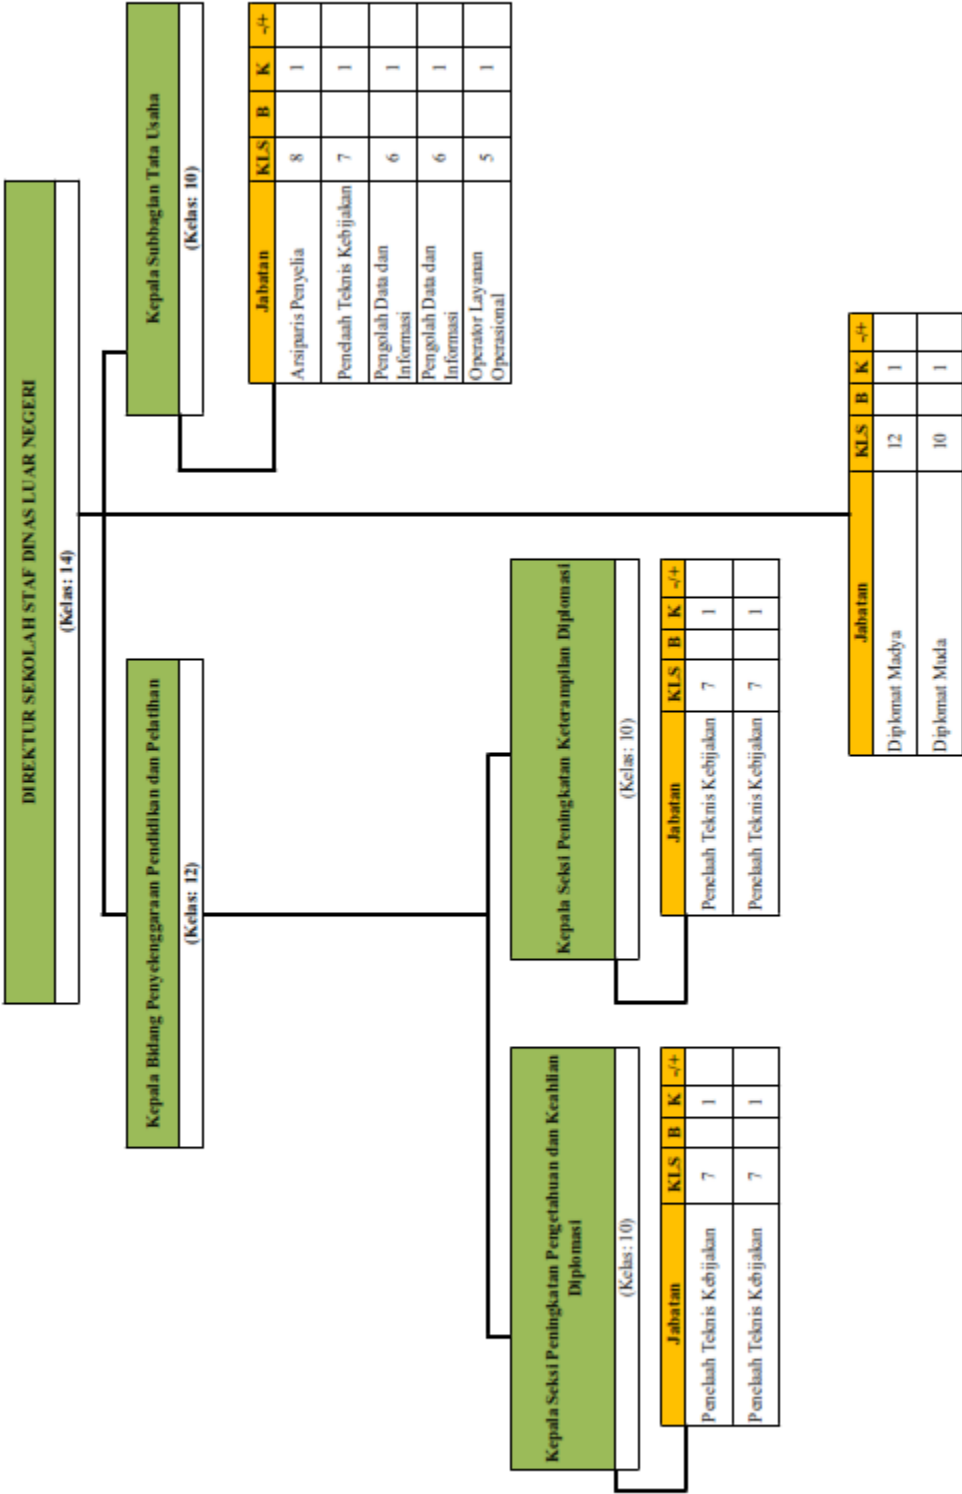 DIREKTUR SEKOLAH STAF DINAS LUAR NEGERI
(Kelas: 14)
Kepala Bidang Penyelenggaraan Pendidikan dan Pelatihan
(Kelas: 12)
Kepala Subbagian Tata Usaha
(Kelas: 10)
Jabatan KLS B K -/+
Arsiparis Penyelia 8 1
Penelaah Teknis Kebijakan 7 1
Pengolah Data dan
Informasi 6 1
Pengolah Data dan
Informasi 6 1
Operator Layanan
Operasional 5 1
Kepala Seksi Peningkatan Pengetahuan dan Keahlian
Diplomasi
(Kelas: 10)
Jabatan KLS B K -/+
Penelaah Teknis Kebijakan 7 1
Penelaah Teknis Kebijakan 7 1
Kepala Seksi Peningkatan Keterampilan Diplomasi
(Kelas: 10)
Jabatan KLS B K -/+
Penelaah Teknis Kebijakan 7 1
Penelaah Teknis Kebijakan 7 1
Jabatan KLS B K -/+
Diplomat Madya 12 1
Diplomat Muda 10 1